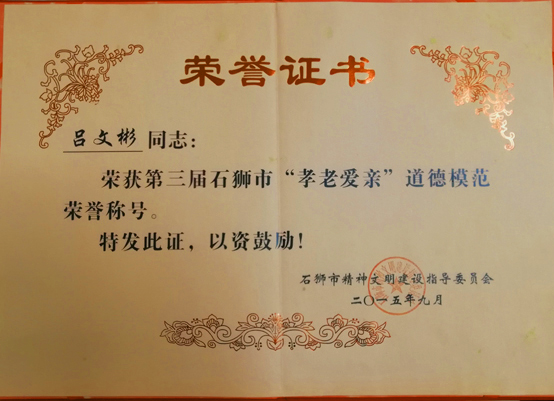 荣誉证书
吕文彬 同志：
荣获第三届石狮市“孝老爱亲”道德模范
荣誉称号。
特发此证，以资鼓励！
石狮市精神文明建设指导委员会
二〇一五年九月